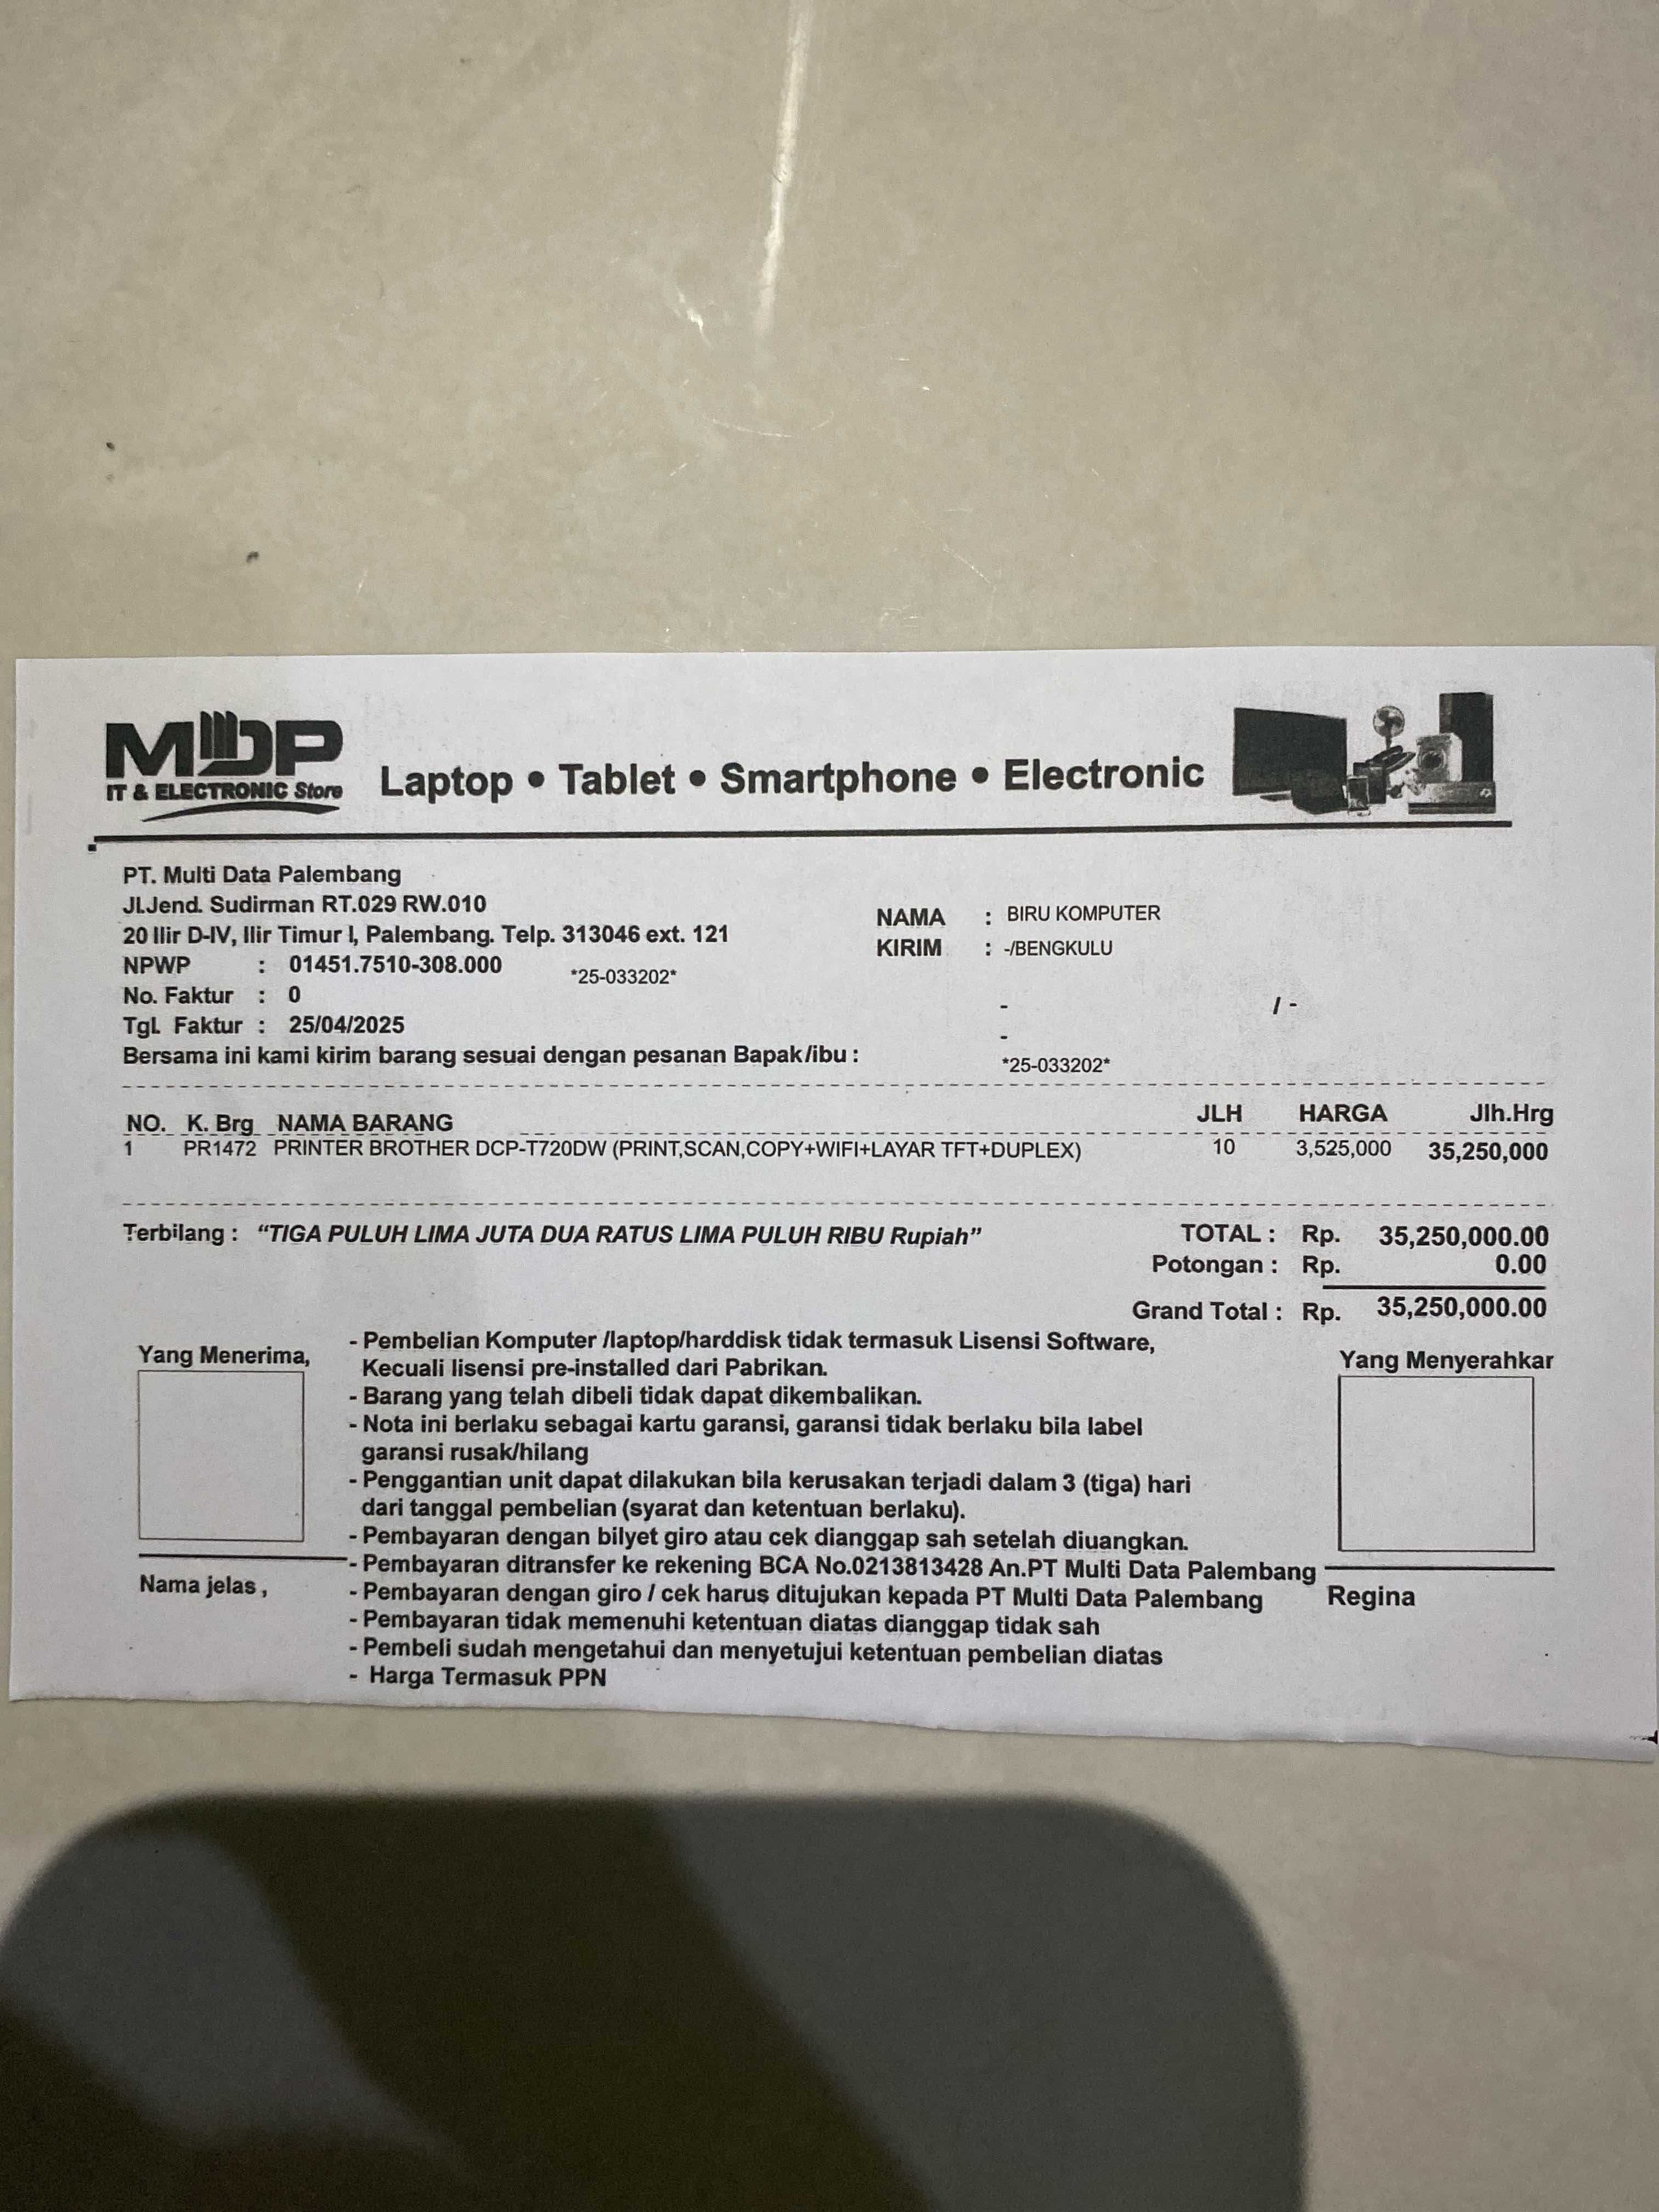 MDP
IT & ELECTRONIC Store
Laptop • Tablet • Smartphone • Electronic
PT. Multi Data Palembang
Jl.Jend. Sudirman RT.029 RW.010
20 Ilir D-IV, Ilir Timur I, Palembang. Telp. 313046 ext. 121
NPWP : 01451.7510-308.000 *25-033202*
No. Faktur : 0
Tgl. Faktur : 25/04/2025
Bersama ini kami kirim barang sesuai dengan pesanan Bapak/ibu :
NAMA : BIRU KOMPUTER
KIRIM : -/BENGKULU
- / -
-
*25-033202*
NO. K. Brg NAMA BARANG JLH HARGA Jlh.Hrg
1 PR1472 PRINTER BROTHER DCP-T720DW (PRINT,SCAN,COPY+WIFI+LAYAR TFT+DUPLEX) 10 3,525,000 35,250,000
Terbilang : “TIGA PULUH LIMA JUTA DUA RATUS LIMA PULUH RIBU Rupiah”
TOTAL : Rp. 35,250,000.00
Potongan : Rp. 0.00
Grand Total : Rp. 35,250,000.00
Yang Menerima,
Nama jelas ,
- Pembelian Komputer /laptop/harddisk tidak termasuk Lisensi Software,
Kecuali lisensi pre-installed dari Pabrikan.
- Barang yang telah dibeli tidak dapat dikembalikan.
- Nota ini berlaku sebagai kartu garansi, garansi tidak berlaku bila label
garansi rusak/hilang
- Penggantian unit dapat dilakukan bila kerusakan terjadi dalam 3 (tiga) hari
dari tanggal pembelian (syarat dan ketentuan berlaku).
- Pembayaran dengan bilyet giro atau cek dianggap sah setelah diuangkan.
- Pembayaran ditransfer ke rekening BCA No.0213813428 An.PT Multi Data Palembang
- Pembayaran dengan giro / cek harus ditujukan kepada PT Multi Data Palembang
- Pembayaran tidak memenuhi ketentuan diatas dianggap tidak sah
- Pembeli sudah mengetahui dan menyetujui ketentuan pembelian diatas
- Harga Termasuk PPN
Yang Menyerahkar
Regina